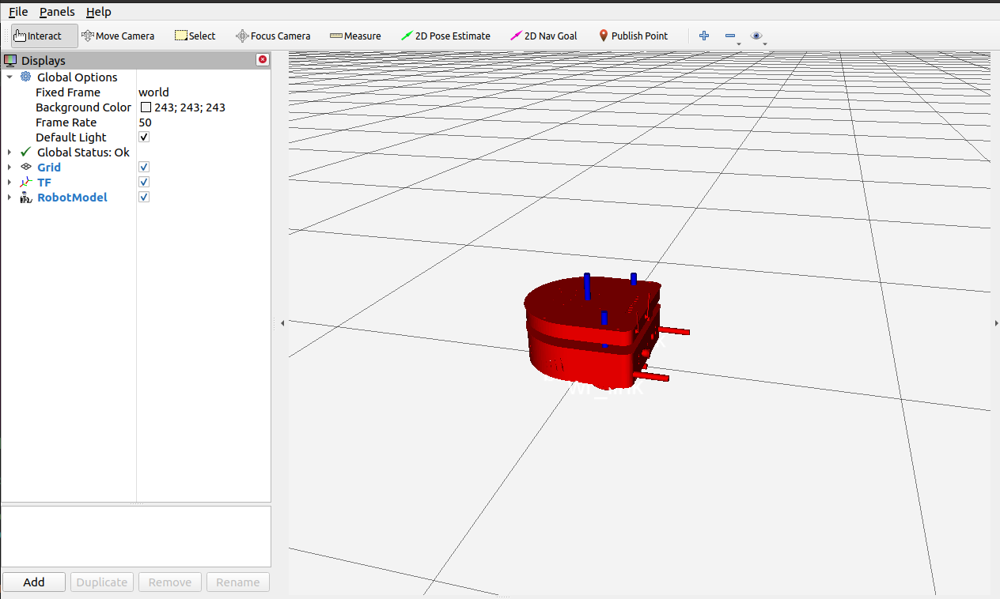 File Panels Help
Interact Move Camera Select Focus Camera Measure 2D Pose Estimate 2D Nav Goal Publish Point
Displays
Global Options
Fixed Frame world
Background Color 243; 243; 243
Frame Rate 50
Default Light
Global Status: Ok
Grid
TF
RobotModel
Add Duplicate Remove Rename